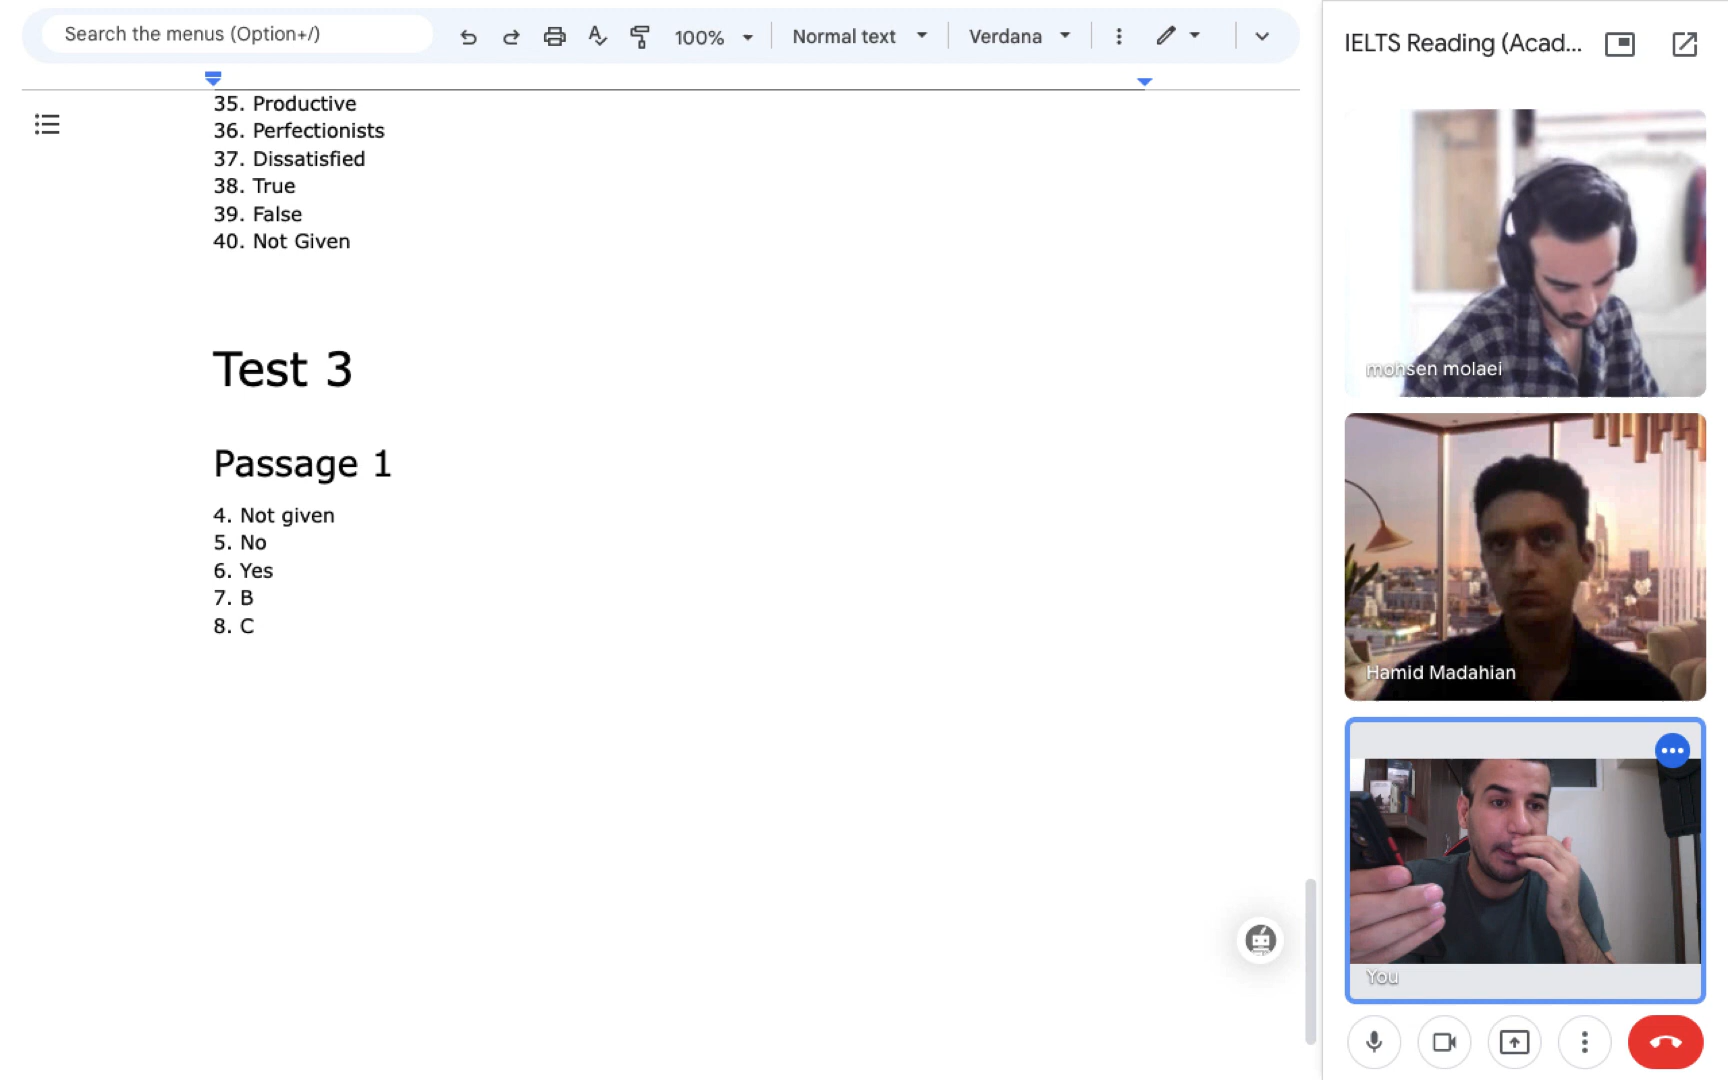 Search the menus (Option+/)
100%
Normal text
Verdana
35. Productive
36. Perfectionists
37. Dissatisfied
38. True
39. False
40. Not Given
Test 3
Passage 1
4. Not given
5. No
6. Yes
7. B
8. C
IELTS Reading (Acad...
mohsen molaei
Hamid Madahian
You